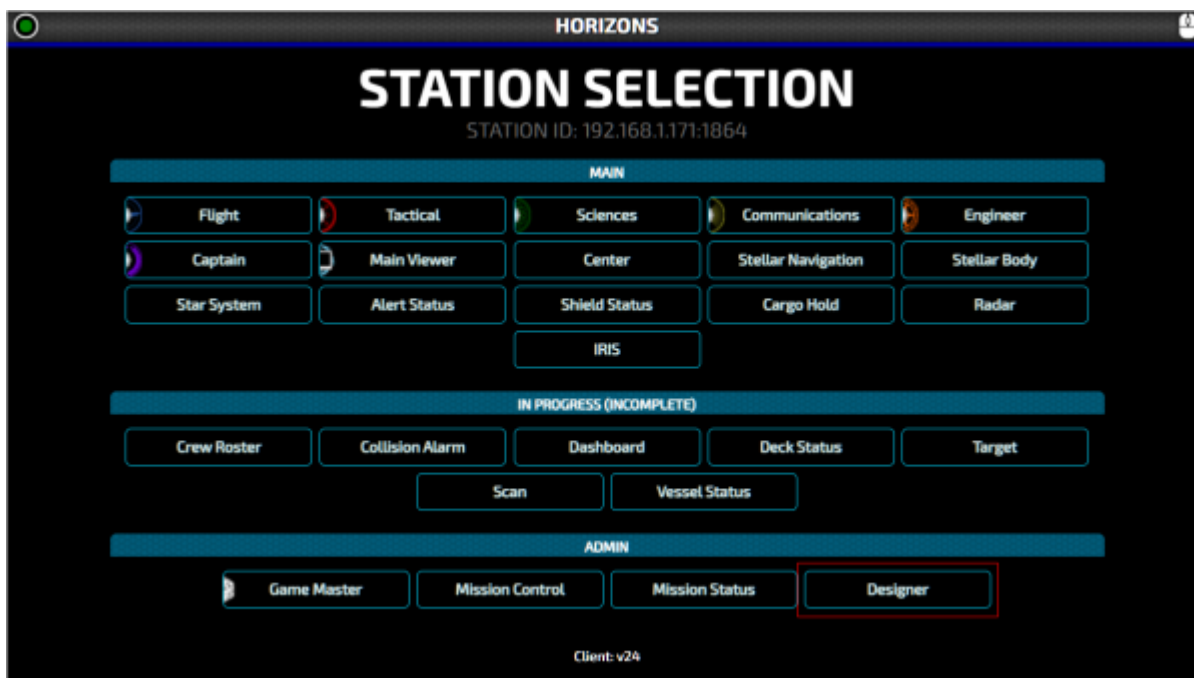 HORIZONS
STATION SELECTION
STATION ID: 192.168.1.171:1864
MAIN
Flight Tactical Sciences Communications Engineer
Captain Main Viewer Center Stellar Navigation Stellar Body
Star System Alert Status Shield Status Cargo Hold Radar
IRIS
IN PROGRESS (INCOMPLETE)
Crew Roster Collision Alarm Dashboard Deck Status Target
Scan Vessel Status
ADMIN
Game Master Mission Control Mission Status Designer
Client: v24